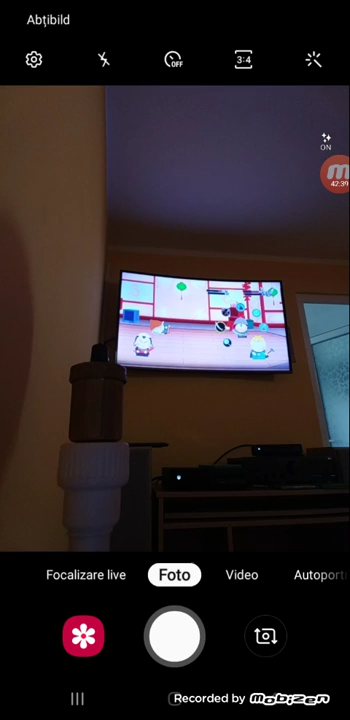 Abțibild
OFF
3:4
ON
42:39
Focalizare live
Foto
Video
Autoport
Recorded by mobizen